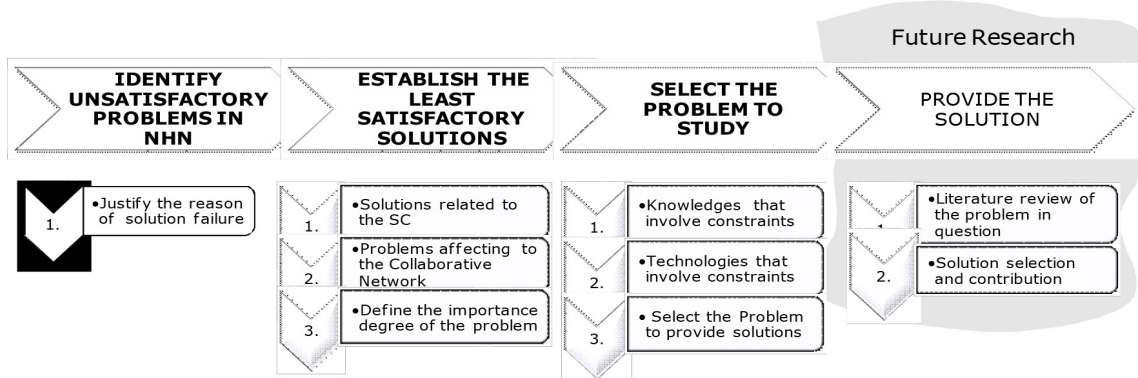 Future Research
IDENTIFY
UNSATISFACTORY
PROBLEMS IN
NHN
ESTABLISH THE
LEAST
SATISFACTORY
SOLUTIONS
SELECT THE
PROBLEM TO
STUDY
PROVIDE THE
SOLUTION
1.
•Justify the reason
of solution failure
1.
•Solutions related to
the SC
2.
•Problems affecting to
the Collaborative
Network
3.
•Define the importance
degree of the problem
1.
•Knowledges that
involve constraints
2.
•Technologies that
involve constraints
3.
• Select the Problem
to provide solutions
•Literature review of
the problem in
question
2.
•Solution selection
and contribution